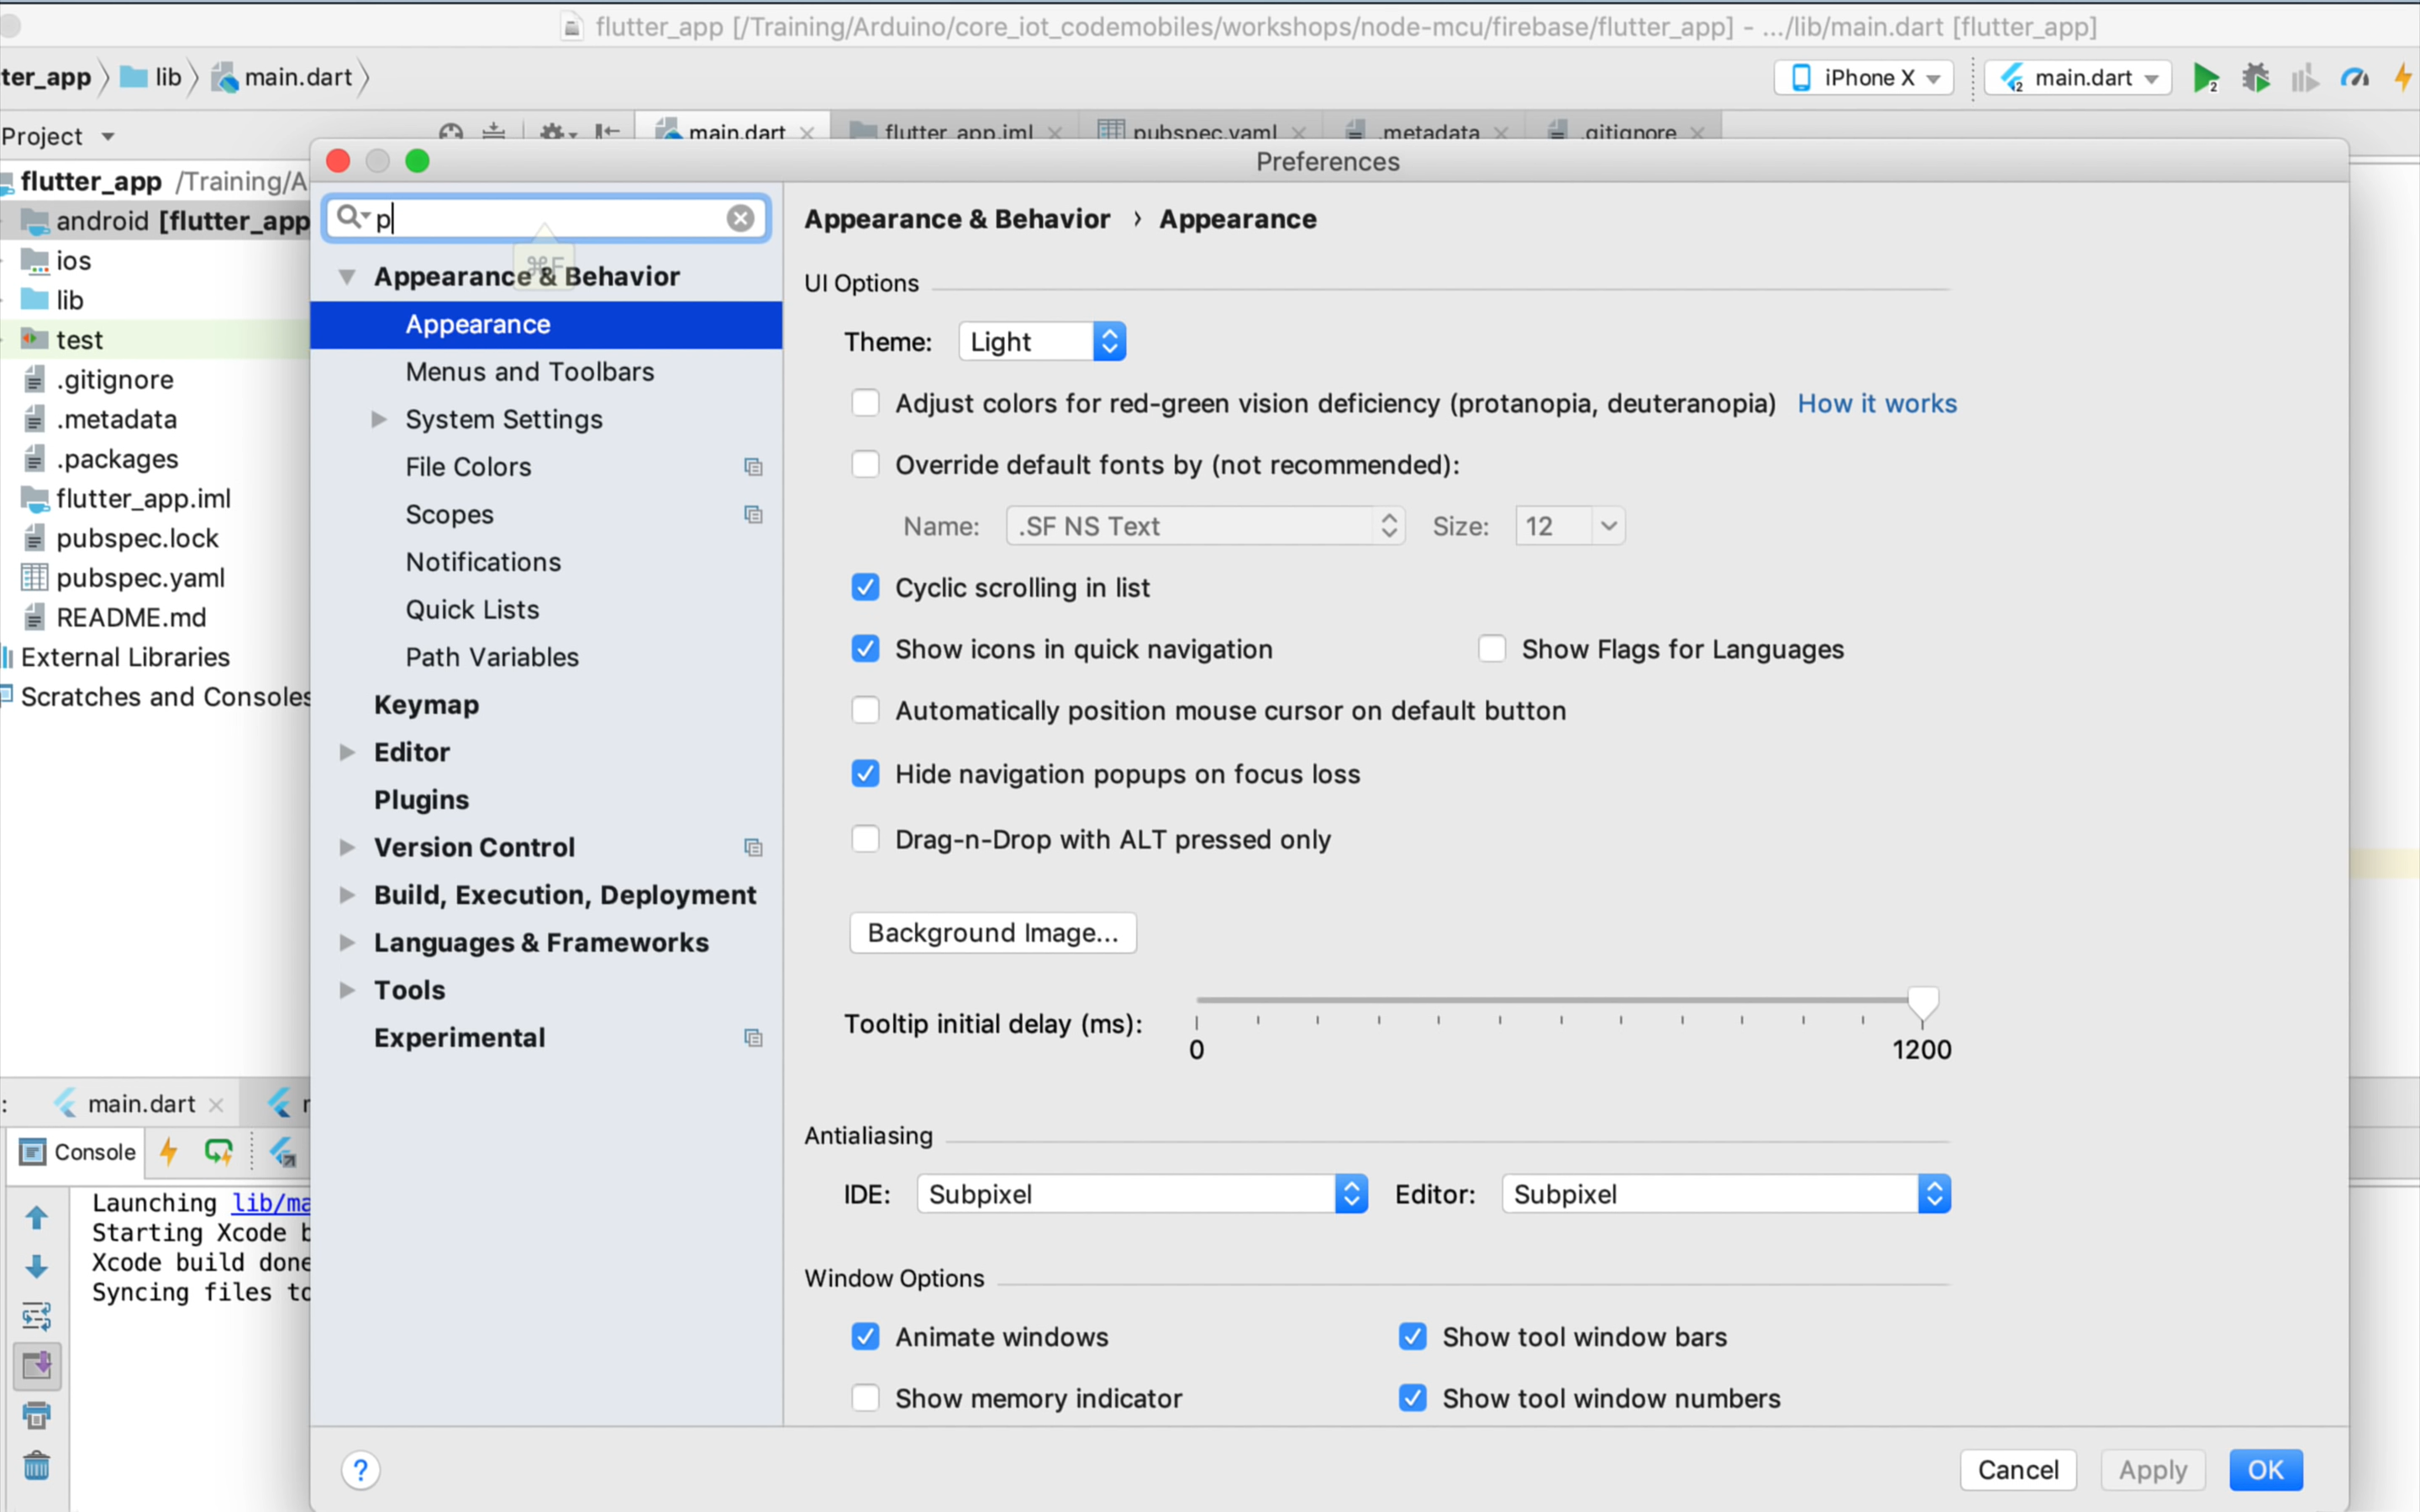 flutter_app [/Training/Arduino/core_iot_codemobiles/workshops/node-mcu/firebase/flutter_app] - .../lib/main.dart [flutter_app]
ter_app lib main.dart iPhone X main.dart
Project main.dart flutter_app.iml pubspec.yaml .metadata .gitignore
Preferences
flutter_app /Training/A
android [flutter_app
ios
lib
test
.gitignore
.metadata
.packages
flutter_app.iml
pubspec.lock
pubspec.yaml
README.md
External Libraries
Scratches and Consoles
p
⌘F
Appearance & Behavior
Appearance
Menus and Toolbars
System Settings
File Colors
Scopes
Notifications
Quick Lists
Path Variables
Keymap
Editor
Plugins
Version Control
Build, Execution, Deployment
Languages & Frameworks
Tools
Experimental
Appearance & Behavior › Appearance
UI Options
Theme: Light
Adjust colors for red-green vision deficiency (protanopia, deuteranopia) How it works
Override default fonts by (not recommended):
Name: .SF NS Text Size: 12
Cyclic scrolling in list
Show icons in quick navigation Show Flags for Languages
Automatically position mouse cursor on default button
Hide navigation popups on focus loss
Drag-n-Drop with ALT pressed only
Background Image...
Tooltip initial delay (ms):
0 1200
Antialiasing
IDE: Subpixel Editor: Subpixel
Window Options
Animate windows Show tool window bars
Show memory indicator Show tool window numbers
? Cancel Apply OK
: main.dart
Console
Launching lib/ma
Starting Xcode b
Xcode build done
Syncing files to